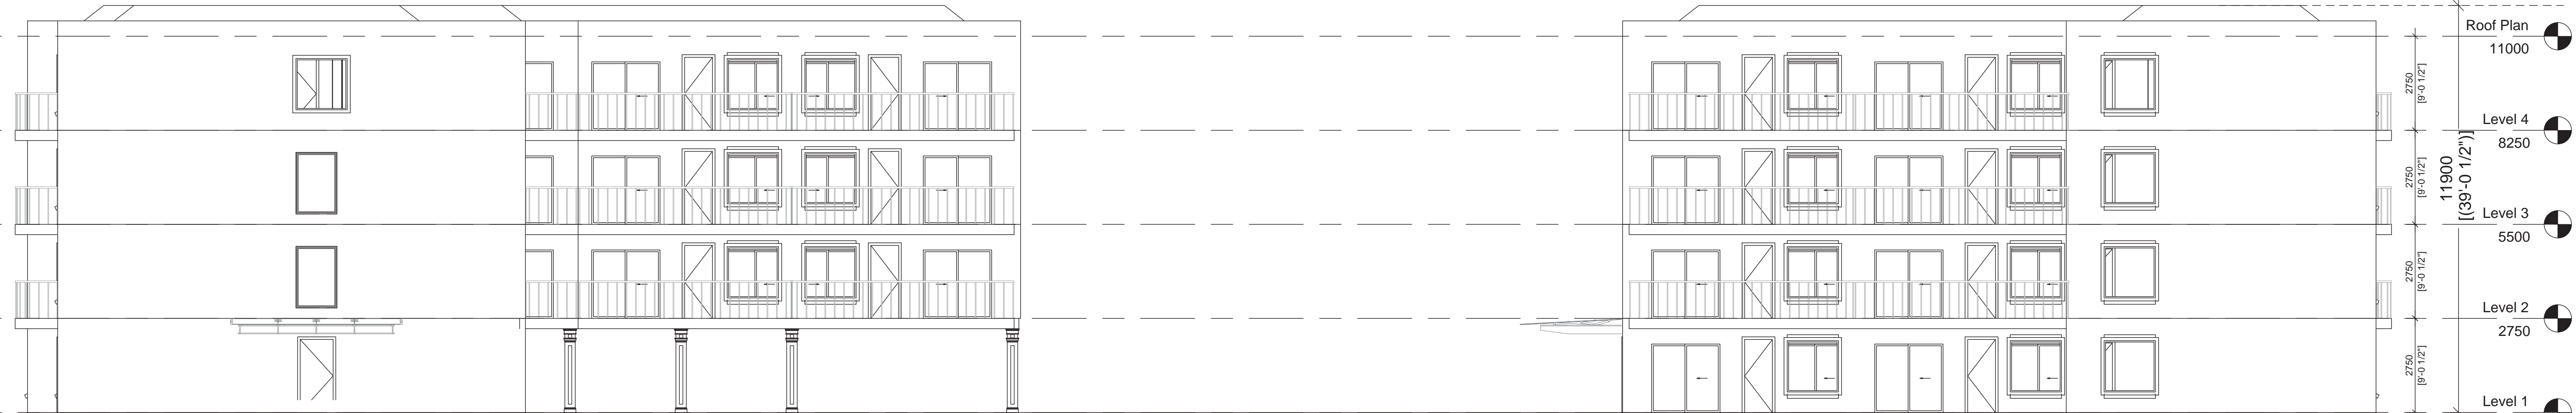 Roof Plan
11000
2750
[9'-0 1/2"]
Level 4
8250
2750
[9'-0 1/2"]
11900
[(39'-0 1/2")]
Level 3
5500
2750
[9'-0 1/2"]
Level 2
2750
2750
[9'-0 1/2"]
Level 1